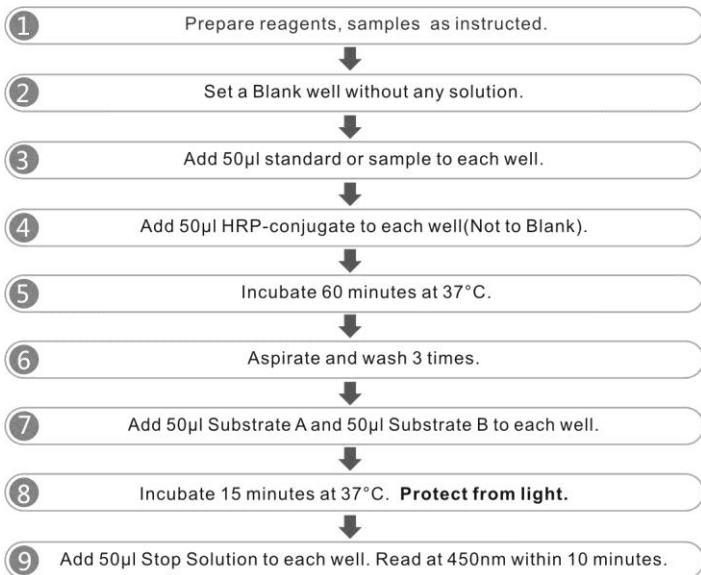 1 Prepare reagents, samples as instructed.
2 Set a Blank well without any solution.
3 Add 50µl standard or sample to each well.
4 Add 50µl HRP-conjugate to each well(Not to Blank).
5 Incubate 60 minutes at 37°C.
6 Aspirate and wash 3 times.
7 Add 50µl Substrate A and 50µl Substrate B to each well.
8 Incubate 15 minutes at 37°C. Protect from light.
9 Add 50µl Stop Solution to each well. Read at 450nm within 10 minutes.